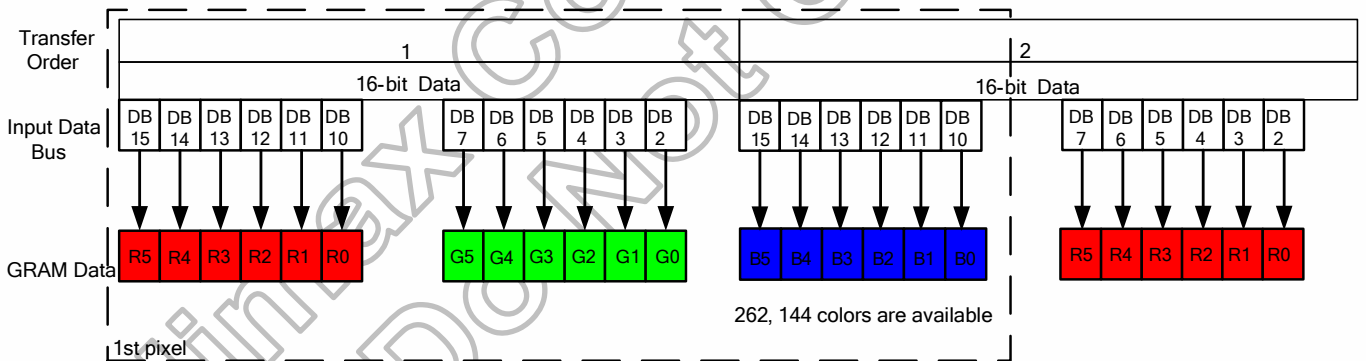 Transfer Order
1
2
16-bit Data
16-bit Data
Input Data Bus
DB 15 DB 14 DB 13 DB 12 DB 11 DB 10
DB 7 DB 6 DB 5 DB 4 DB 3 DB 2
DB 15 DB 14 DB 13 DB 12 DB 11 DB 10
DB 7 DB 6 DB 5 DB 4 DB 3 DB 2
GRAM Data
R5 R4 R3 R2 R1 R0
G5 G4 G3 G2 G1 G0
B5 B4 B3 B2 B1 B0
R5 R4 R3 R2 R1 R0
262, 144 colors are available
1st pixel
Do Not